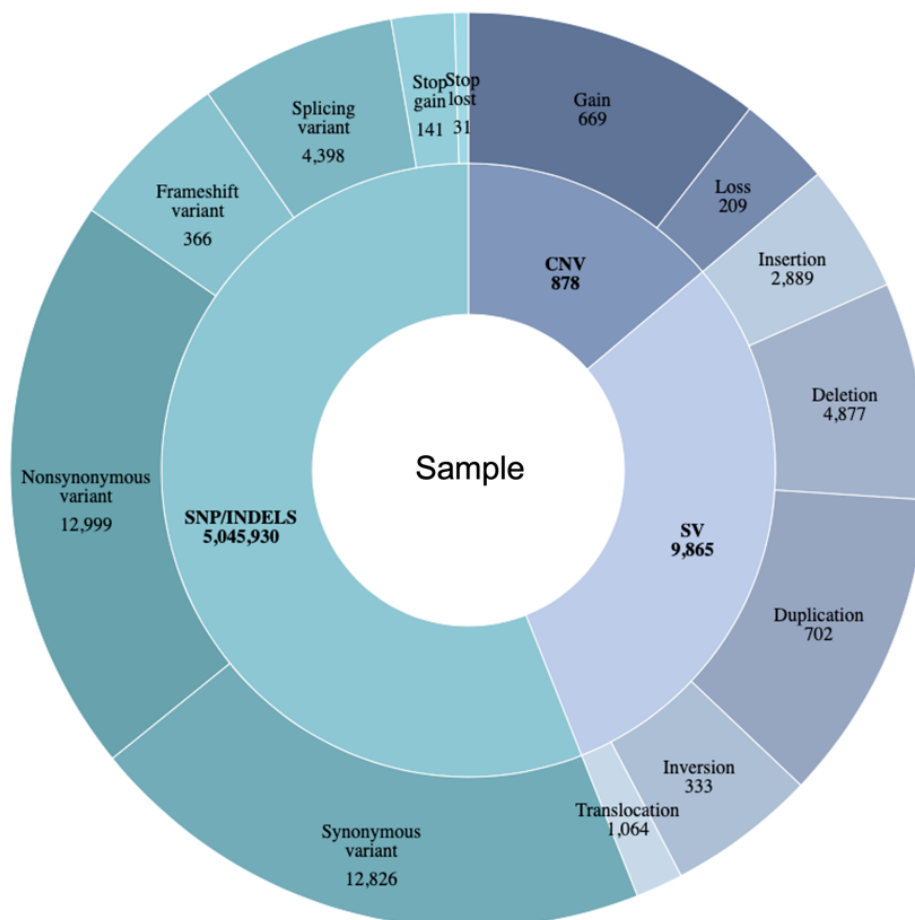 Sample
CNV
878
Gain
669
Loss
209
SV
9,865
Insertion
2,889
Deletion
4,877
Duplication
702
Inversion
333
Translocation
1,064
SNP/INDELS
5,045,930
Synonymous
variant
12,826
Nonsynonymous
variant
12,999
Frameshift
variant
366
Splicing
variant
4,398
Stop
gain
141
Stop
lost
31